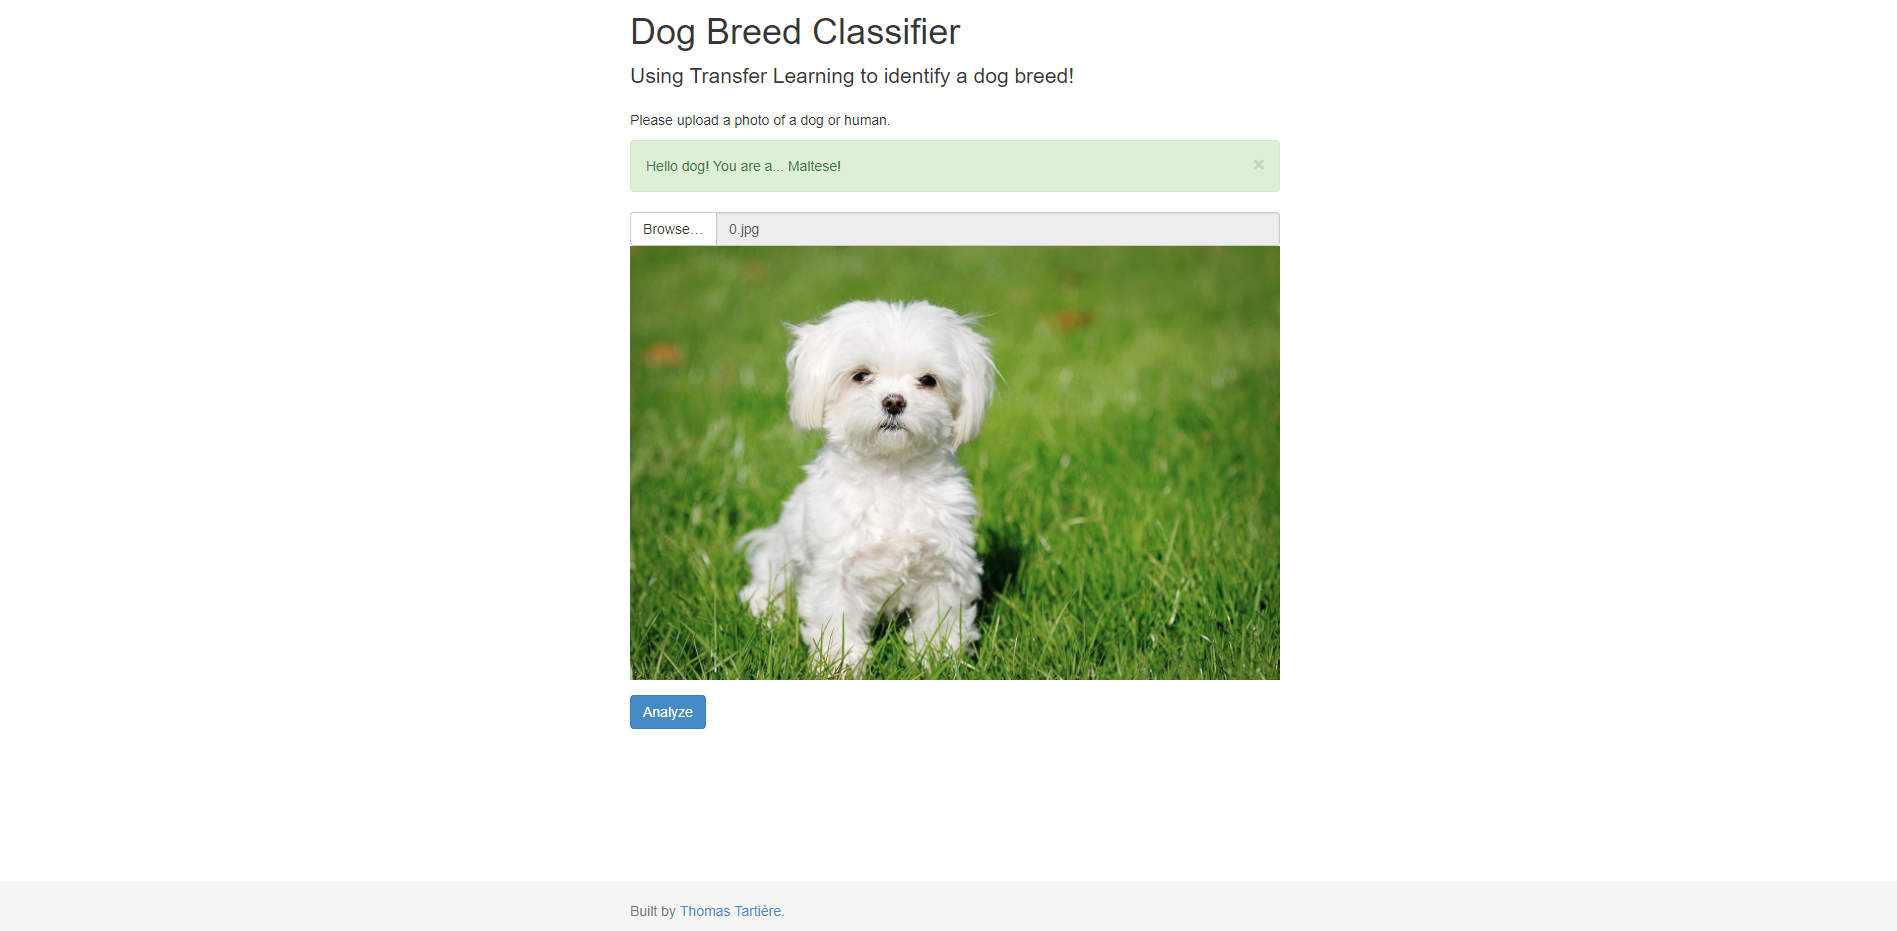 Dog Breed Classifier
Using Transfer Learning to identify a dog breed!
Please upload a photo of a dog or human.
Hello dog! You are a... Maltese!
×
Browse… 0.jpg
Analyze
Built by Thomas Tartière.